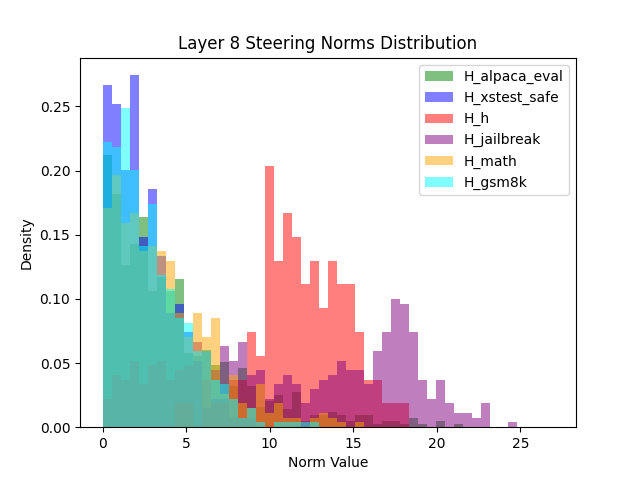 Layer 8 Steering Norms Distribution
H_alpaca_eval
H_xstest_safe
H_h
H_jailbreak
H_math
H_gsm8k
Density
0.25
0.20
0.15
0.10
0.05
0.00
0
5
10
15
20
25
Norm Value